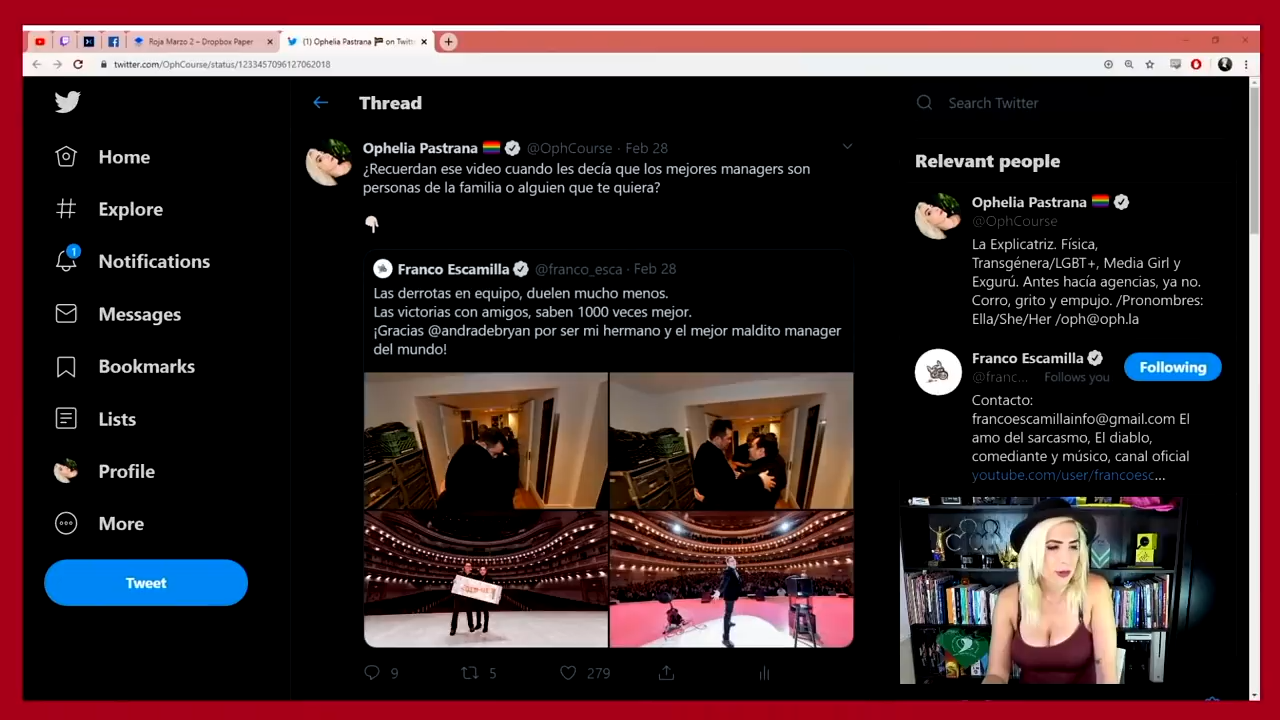 Roja Marzo 2 – Dropbox Paper
(1) Ophelia Pastrana 🏴 on Twitt
twitter.com/OphCourse/status/1233457096127062018
Home
Explore
1
Notifications
Messages
Bookmarks
Lists
Profile
More
Tweet
Thread
Ophelia Pastrana 🏳️‍🌈 @OphCourse · Feb 28
¿Recuerdan ese video cuando les decía que los mejores managers son
personas de la familia o alguien que te quiera?
👇🏻
Franco Escamilla @franco_esca · Feb 28
Las derrotas en equipo, duelen mucho menos.
Las victorias con amigos, saben 1000 veces mejor.
¡Gracias @andradebryan por ser mi hermano y el mejor maldito manager
del mundo!
9 5 279
Search Twitter
Relevant people
Ophelia Pastrana 🏳️‍🌈
@OphCourse
La Explicatriz. Física,
Transgénera/LGBT+, Media Girl y
Exgurú. Antes hacía agencias, ya no.
Corro, grito y empujo. /Pronombres:
Ella/She/Her /oph@oph.la
Franco Escamilla
@franc... Follows you
Following
Contacto:
francoescamillainfo@gmail.com El
amo del sarcasmo, El diablo,
comediante y músico, canal oficial
youtube.com/user/francoesc...